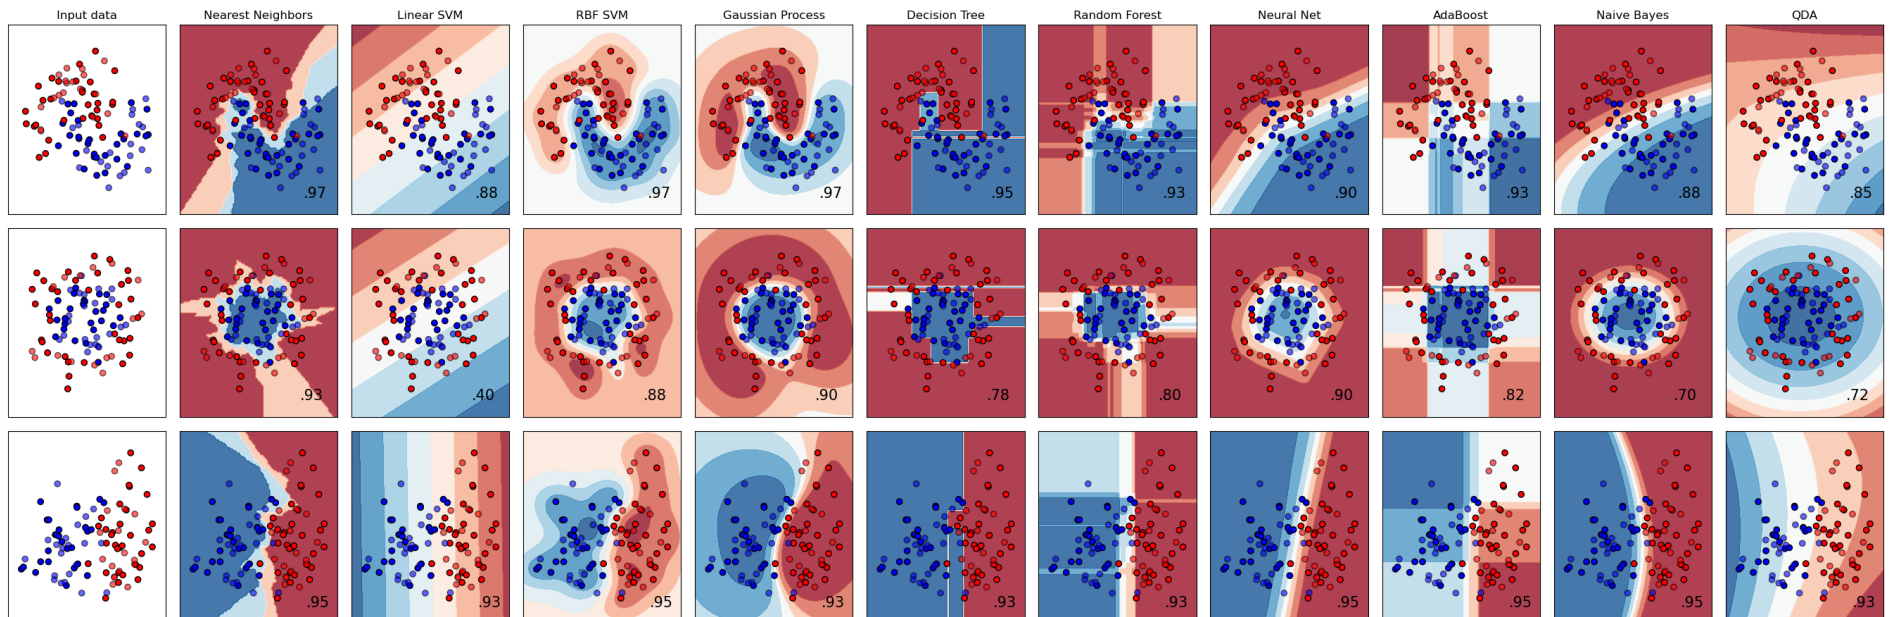 Input data Nearest Neighbors Linear SVM RBF SVM Gaussian Process Decision Tree Random Forest Neural Net AdaBoost Naive Bayes QDA
.97 .88 .97 .97 .95 .93 .90 .93 .88 .85
.93 .40 .88 .90 .78 .80 .90 .82 .70 .72
.95 .93 .95 .93 .93 .93 .95 .95 .95 .93